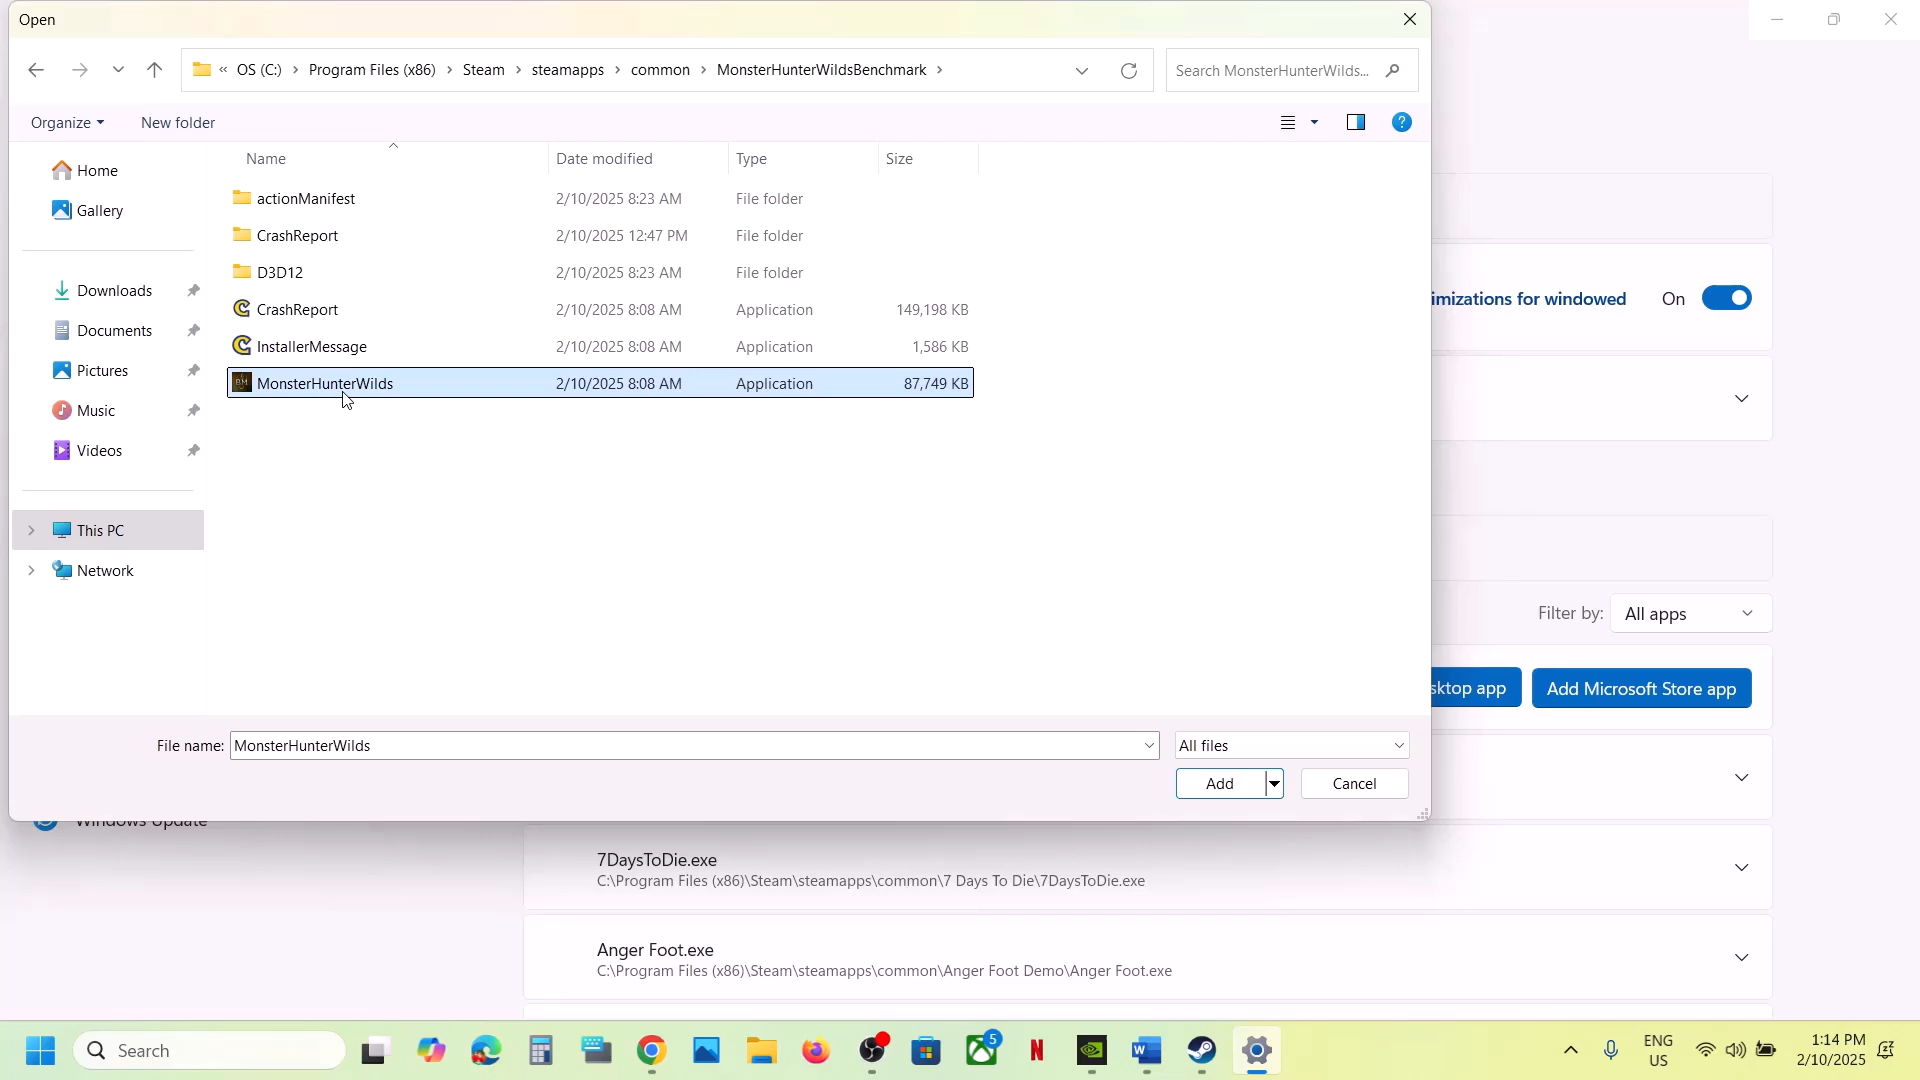 Open
« OS (C:) › Program Files (x86) › Steam › steamapps › common › MonsterHunterWildsBenchmark ›
Search MonsterHunterWilds...
Organize
New folder
Home
Gallery
Downloads
Documents
Pictures
Music
Videos
This PC
Network
Name Date modified Type Size
actionManifest 2/10/2025 8:23 AM File folder
CrashReport 2/10/2025 12:47 PM File folder
D3D12 2/10/2025 8:23 AM File folder
CrashReport 2/10/2025 8:08 AM Application 149,198 KB
InstallerMessage 2/10/2025 8:08 AM Application 1,586 KB
MonsterHunterWilds 2/10/2025 8:08 AM Application 87,749 KB
File name: MonsterHunterWilds
All files
Add
Cancel
imizations for windowed On
Filter by: All apps
sktop app
Add Microsoft Store app
Windows Update
7DaysToDie.exe
C:\Program Files (x86)\Steam\steamapps\common\7 Days To Die\7DaysToDie.exe
Anger Foot.exe
C:\Program Files (x86)\Steam\steamapps\common\Anger Foot Demo\Anger Foot.exe
Search
5
ENG
US
1:14 PM
2/10/2025